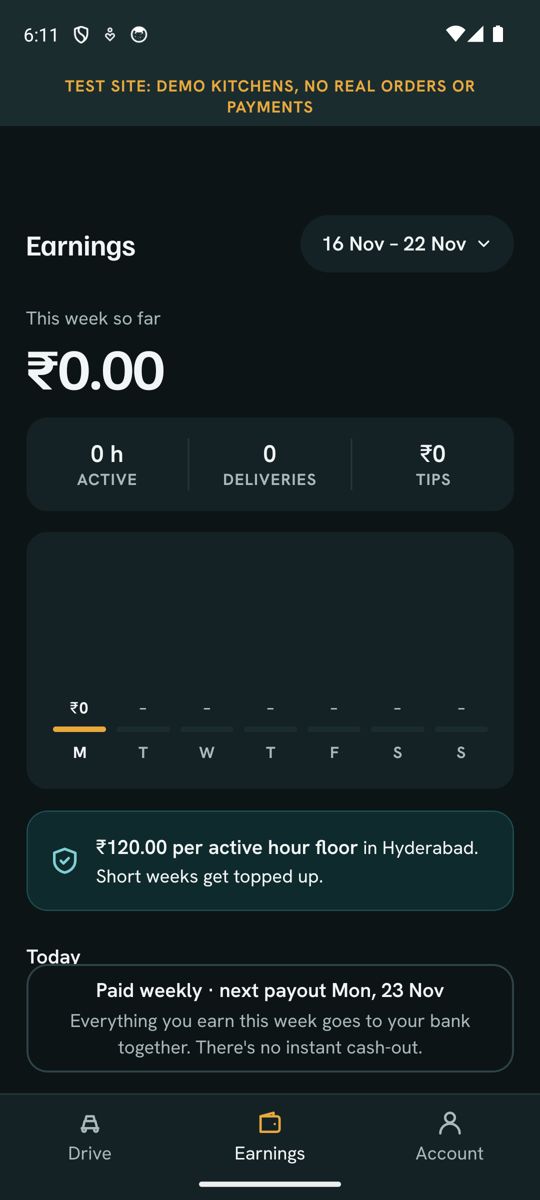 6:11
TEST SITE: DEMO KITCHENS, NO REAL ORDERS OR
PAYMENTS
Earnings
16 Nov – 22 Nov
This week so far
₹0.00
0 h
ACTIVE
0
DELIVERIES
₹0
TIPS
₹0 – – – – – –
M T W T F S S
₹120.00 per active hour floor in Hyderabad.
Short weeks get topped up.
Today
Paid weekly · next payout Mon, 23 Nov
Everything you earn this week goes to your bank
together. There's no instant cash-out.
Drive
Earnings
Account